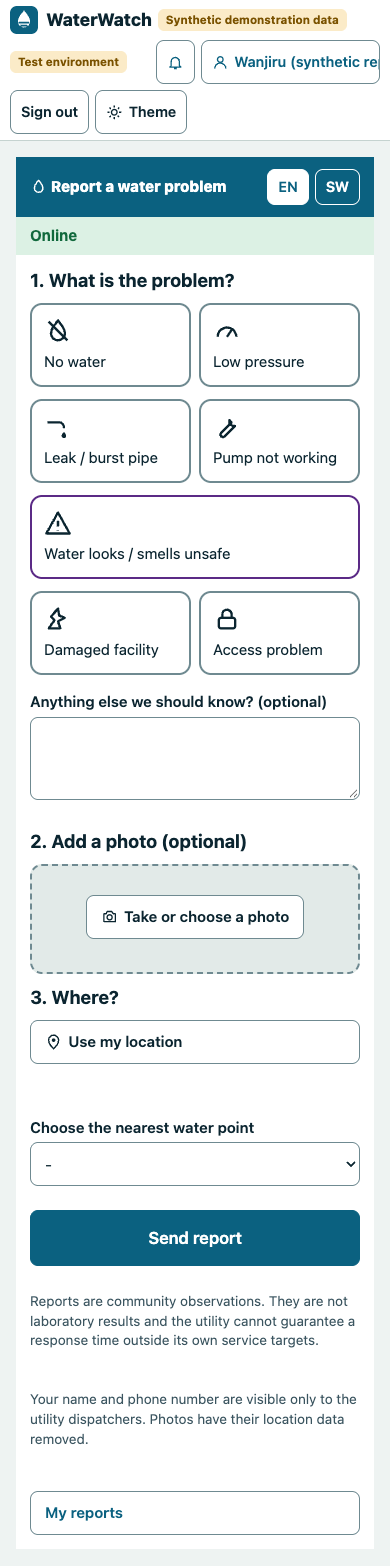 WaterWatch
Synthetic demonstration data
Test environment
Wanjiru (synthetic re
Sign out
Theme
Report a water problem
EN
SW
Online
1. What is the problem?
No water
Low pressure
Leak / burst pipe
Pump not working
Water looks / smells unsafe
Damaged facility
Access problem
Anything else we should know? (optional)
2. Add a photo (optional)
Take or choose a photo
3. Where?
Use my location
Choose the nearest water point
-
Send report
Reports are community observations. They are not
laboratory results and the utility cannot guarantee a
response time outside its own service targets.
Your name and phone number are visible only to the
utility dispatchers. Photos have their location data
removed.
My reports